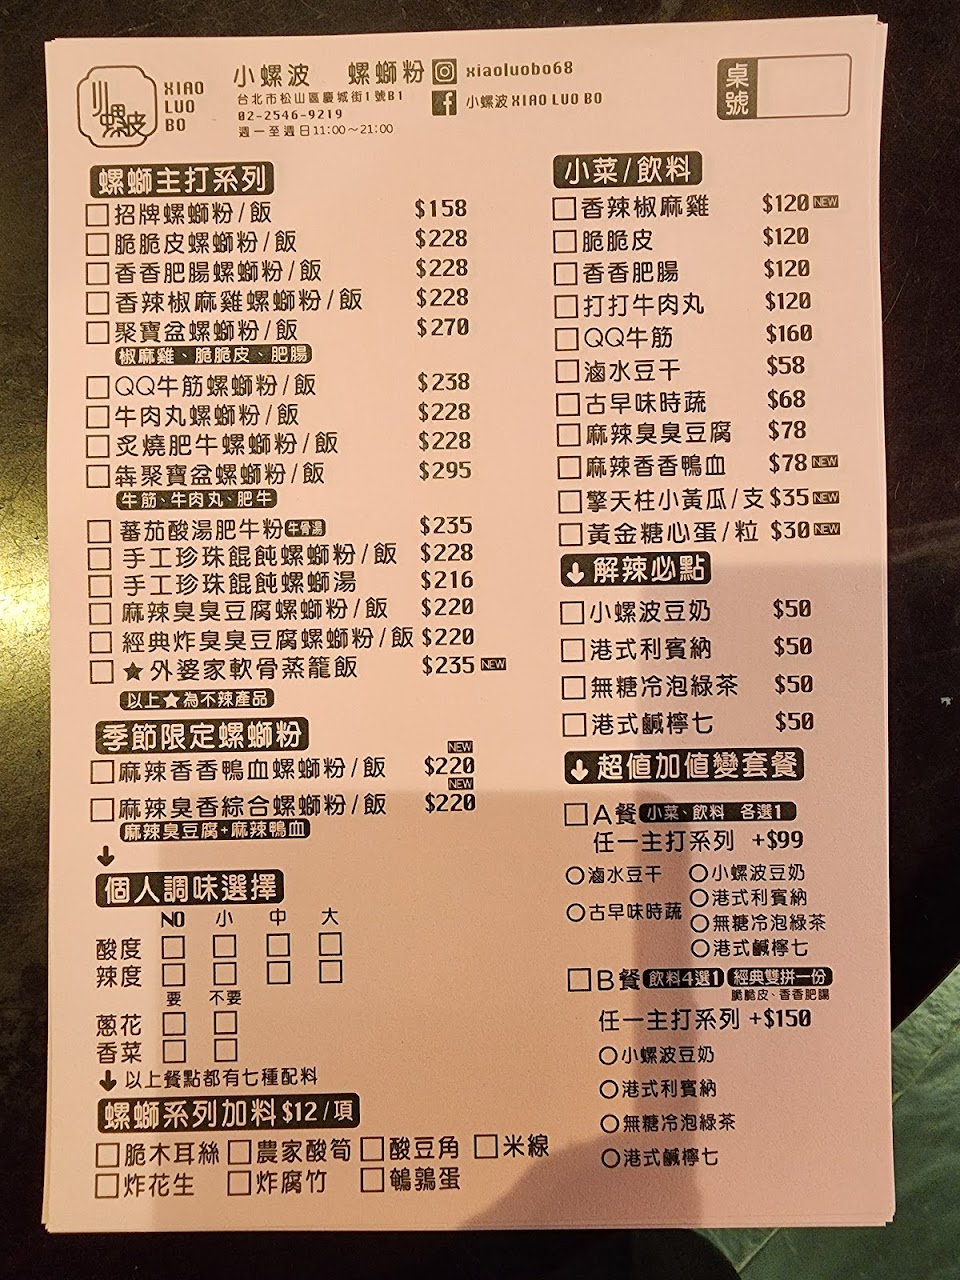 小螺波
XIAO
LUO
BO
小螺波 螺螄粉
台北市松山區慶城街1號B1
02-2546-9219
週一至週日11:00~21:00
xiaoluobo68
小螺波 XIAO LUO BO
桌號
螺螄主打系列
招牌螺螄粉/飯 $158
脆脆皮螺螄粉/飯 $228
香香肥腸螺螄粉/飯 $228
香辣椒麻雞螺螄粉/飯 $228
聚寶盆螺螄粉/飯 $270
椒麻雞、脆脆皮、肥腸
QQ牛筋螺螄粉/飯 $238
牛肉丸螺螄粉/飯 $228
炙燒肥牛螺螄粉/飯 $228
犇聚寶盆螺螄粉/飯 $295
牛筋、牛肉丸、肥牛
蕃茄酸湯肥牛粉 牛骨湯 $235
手工珍珠餛飩螺螄粉/飯 $228
手工珍珠餛飩螺螄湯 $216
麻辣臭臭豆腐螺螄粉/飯 $220
經典炸臭臭豆腐螺螄粉/飯 $220
★外婆家軟骨蒸籠飯 $235 NEW
以上★為不辣產品
季節限定螺螄粉
NEW
麻辣香香鴨血螺螄粉/飯 $220
NEW
麻辣臭香綜合螺螄粉/飯 $220
麻辣臭豆腐+麻辣鴨血
↓
個人調味選擇
NO 小 中 大
酸度
辣度
要 不要
蔥花
香菜
↓以上餐點都有七種配料
螺螄系列加料$12/項
脆木耳絲 農家酸筍 酸豆角 米線
炸花生 炸腐竹 鵪鶉蛋
小菜/飲料
香辣椒麻雞 $120 NEW
脆脆皮 $120
香香肥腸 $120
打打牛肉丸 $120
QQ牛筋 $160
滷水豆干 $58
古早味時蔬 $68
麻辣臭臭豆腐 $78
麻辣香香鴨血 $78 NEW
擎天柱小黃瓜/支 $35 NEW
黃金糖心蛋/粒 $30 NEW
↓解辣必點
小螺波豆奶 $50
港式利賓納 $50
無糖冷泡綠茶 $50
港式鹹檸七 $50
↓超值加值變套餐
A餐 小菜、飲料 各選1
任一主打系列 +$99
滷水豆干
古早味時蔬
小螺波豆奶
港式利賓納
無糖冷泡綠茶
港式鹹檸七
B餐 飲料4選1 經典雙拼一份
脆脆皮、香香肥腸
任一主打系列 +$150
小螺波豆奶
港式利賓納
無糖冷泡綠茶
港式鹹檸七